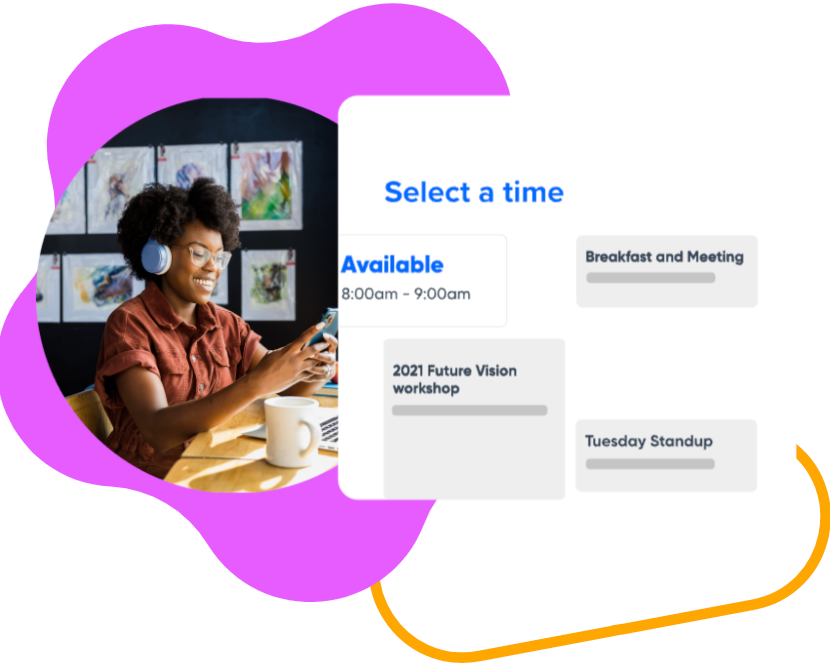 Select a time
Available
8:00am - 9:00am
Breakfast and Meeting
2021 Future Vision
workshop
Tuesday Standup